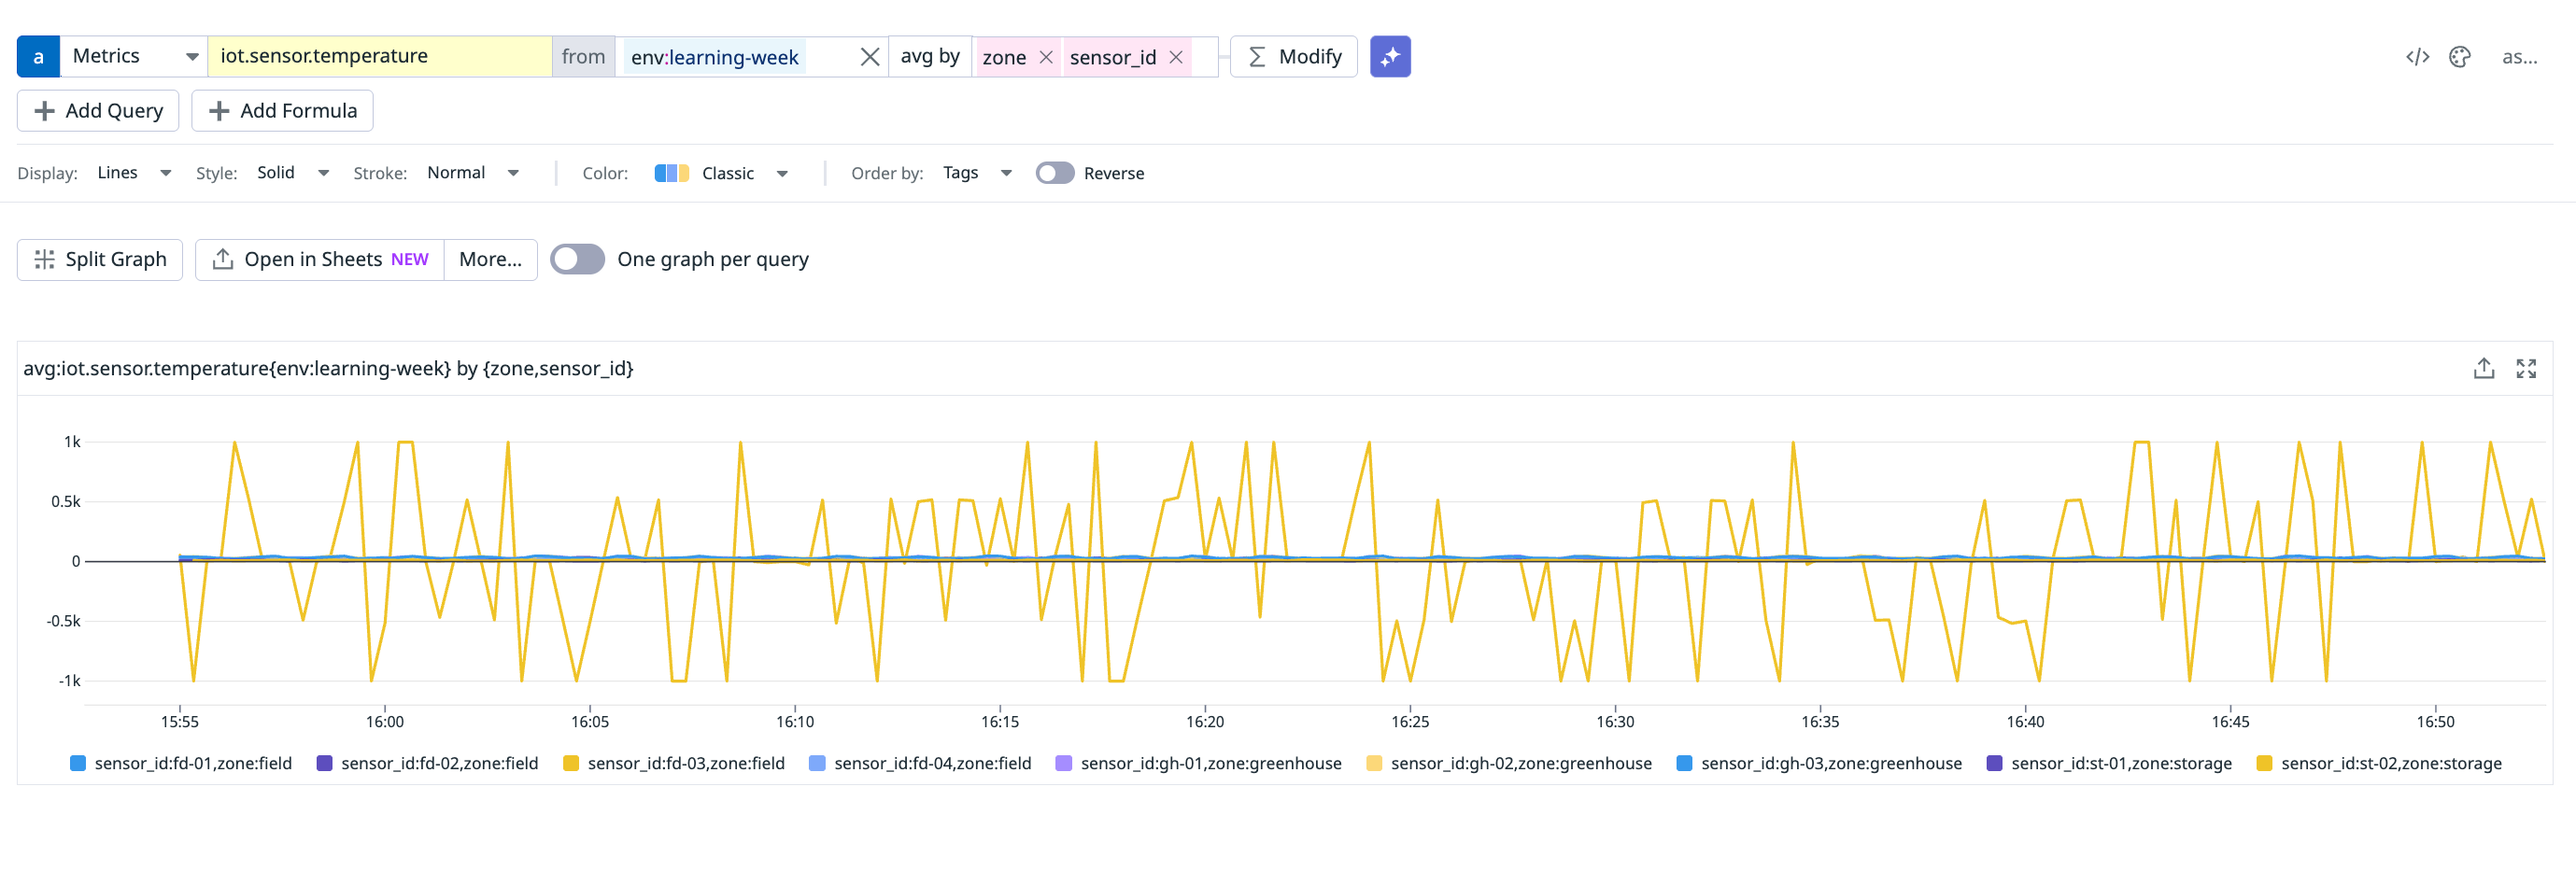 a Metrics iot.sensor.temperature from env:learning-week avg by zone sensor_id Modify as...
Add Query Add Formula
Display: Lines Style: Solid Stroke: Normal Color: Classic Order by: Tags Reverse
Split Graph Open in Sheets NEW More... One graph per query
avg:iot.sensor.temperature{env:learning-week} by {zone,sensor_id}
1k
0.5k
0
-0.5k
-1k
15:55 16:00 16:05 16:10 16:15 16:20 16:25 16:30 16:35 16:40 16:45 16:50
sensor_id:fd-01,zone:field sensor_id:fd-02,zone:field sensor_id:fd-03,zone:field sensor_id:fd-04,zone:field sensor_id:gh-01,zone:greenhouse sensor_id:gh-02,zone:greenhouse sensor_id:gh-03,zone:greenhouse sensor_id:st-01,zone:storage sensor_id:st-02,zone:storage